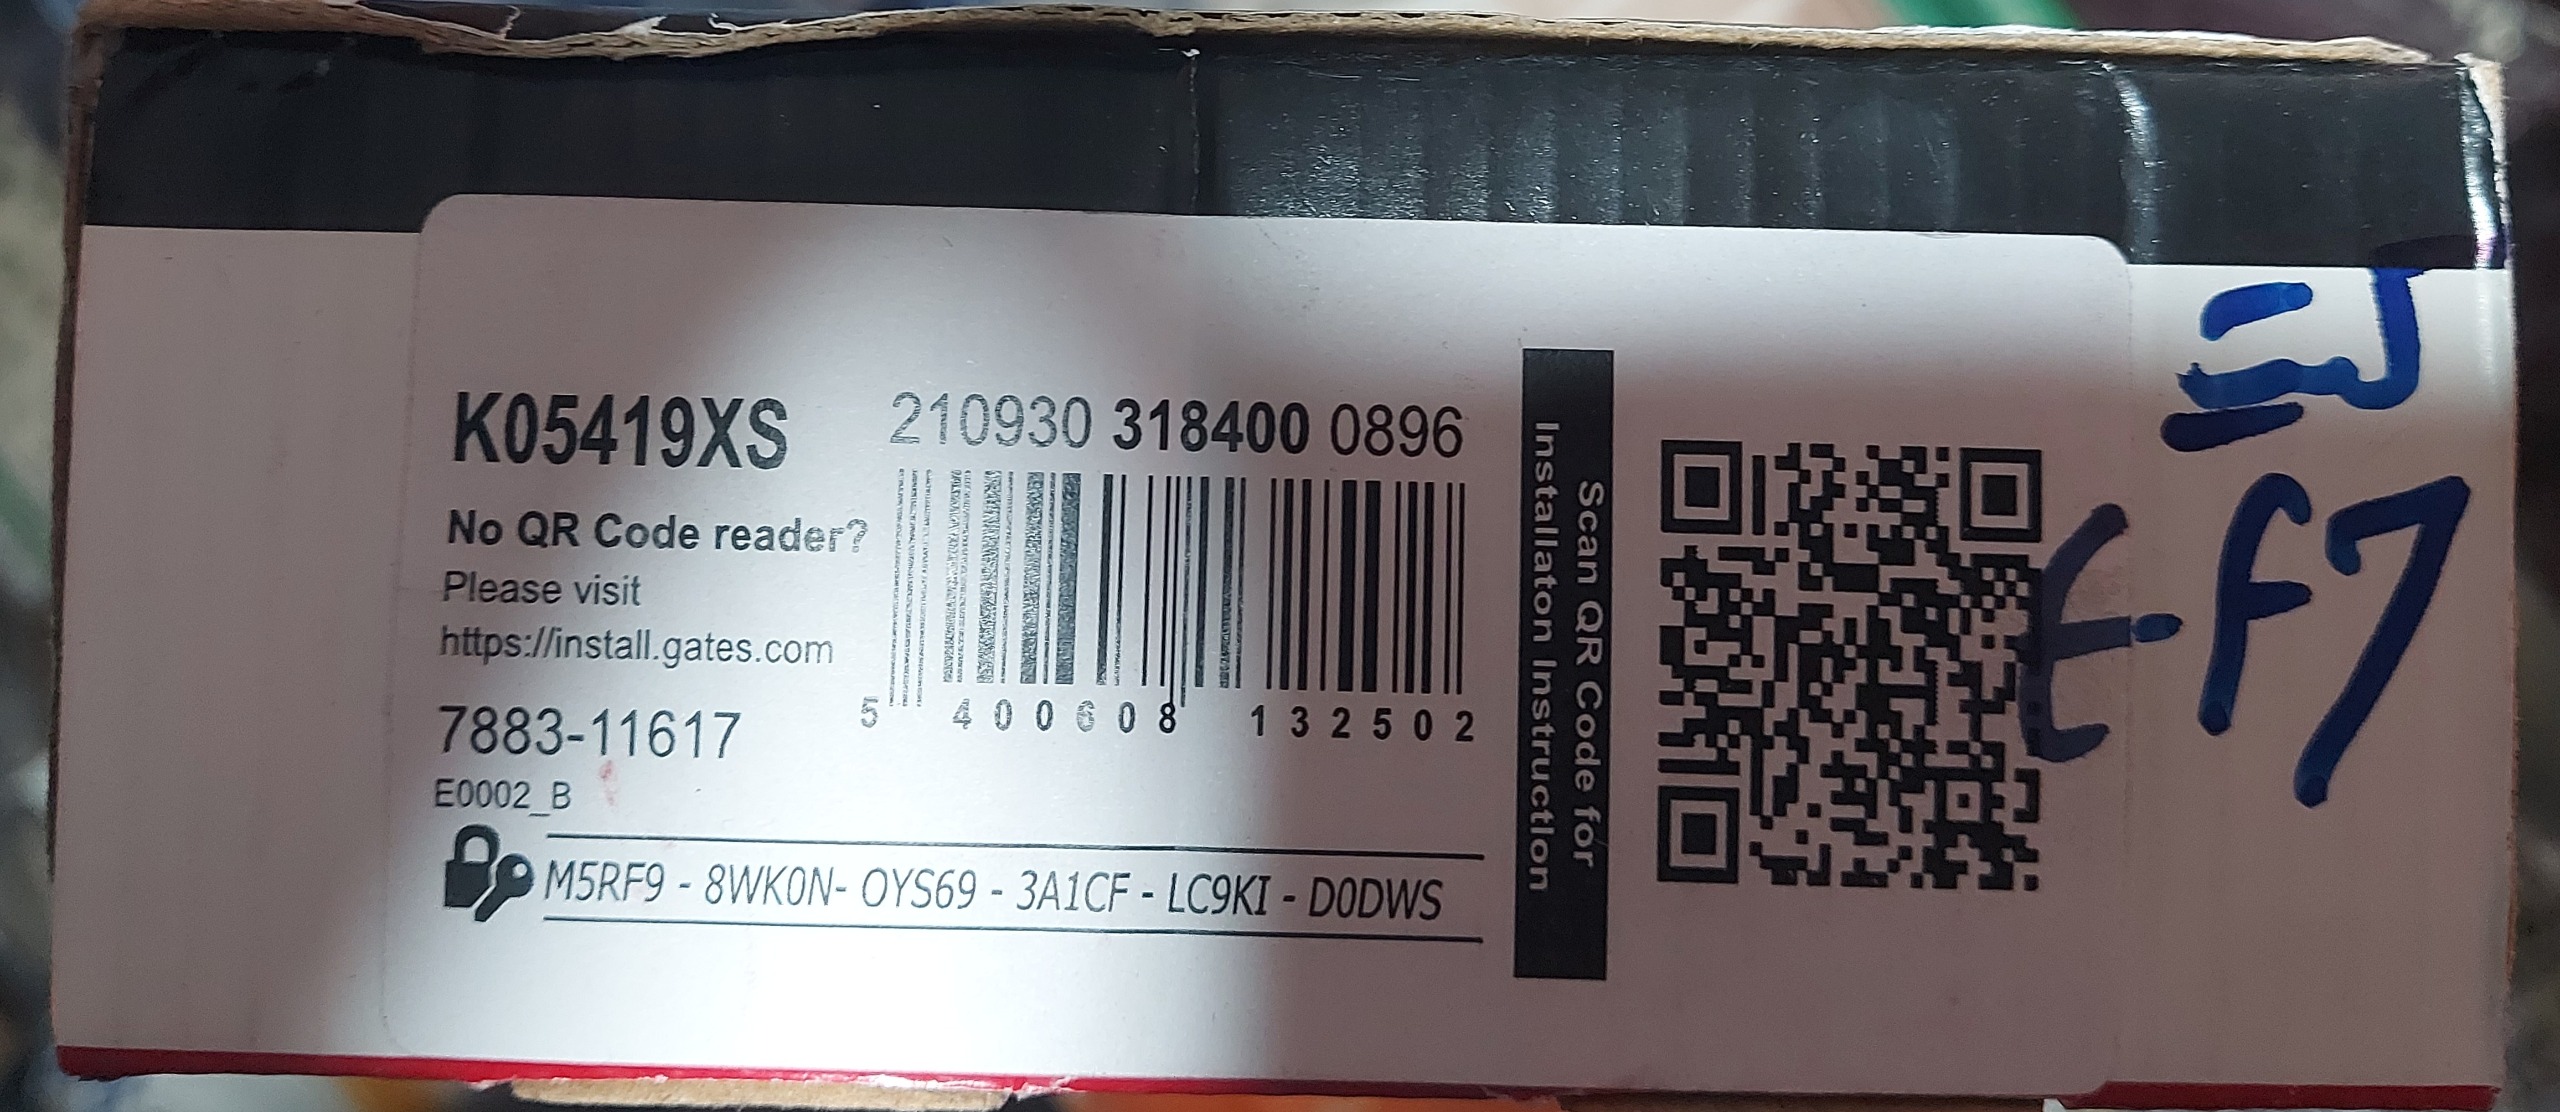 K05419XS
210930 318400 0896
No QR Code reader?
Please visit
https://install.gates.com
5 400608 132502
7883-11617
E0002_B
M5RF9 - 8WK0N- OYS69 - 3A1CF - LC9KI - D0DWS
Scan QR Code for
Installaton Instruction
E-F7